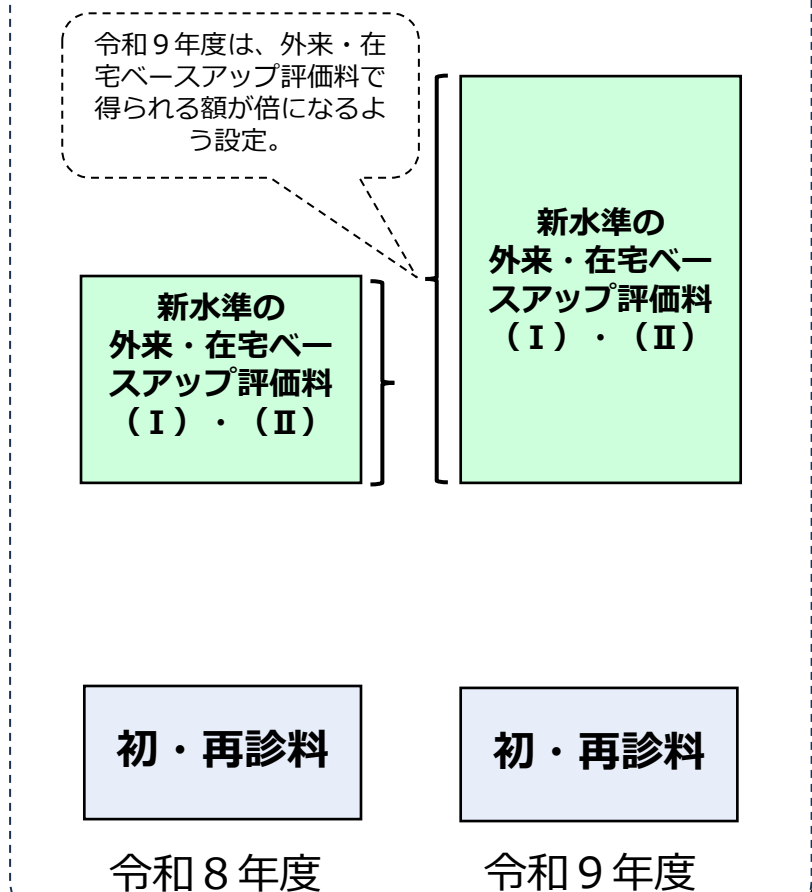 令和９年度は、外来・在
宅ベースアップ評価料で
得られる額が倍になるよ
う設定。
新水準の
外来・在宅ベー
スアップ評価料
（Ⅰ）・（Ⅱ）
新水準の
外来・在宅ベー
スアップ評価料
（Ⅰ）・（Ⅱ）
初・再診料
初・再診料
令和８年度
令和９年度